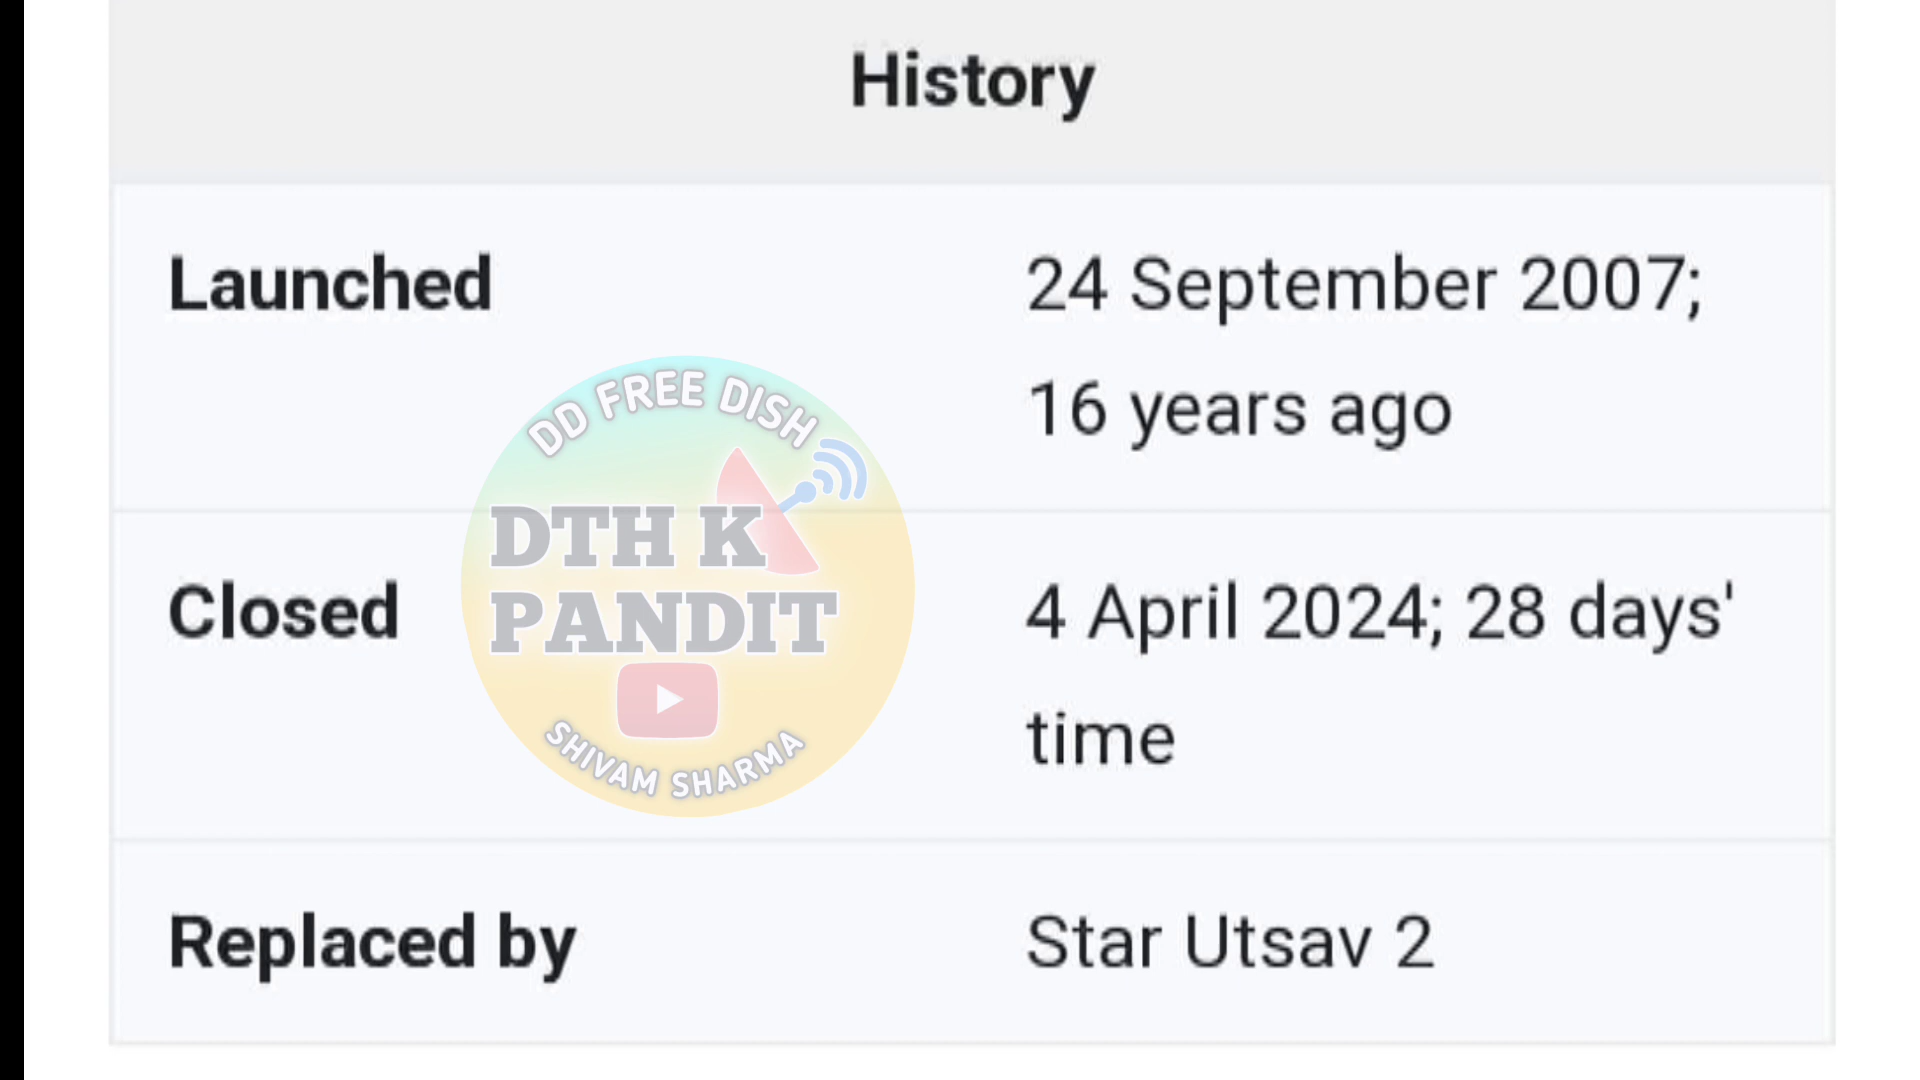 History
Launched
24 September 2007;
16 years ago
DD FREE DISH
DTH K
PANDIT
SHIVAM SHARMA
Closed
4 April 2024; 28 days'
time
Replaced by
Star Utsav 2